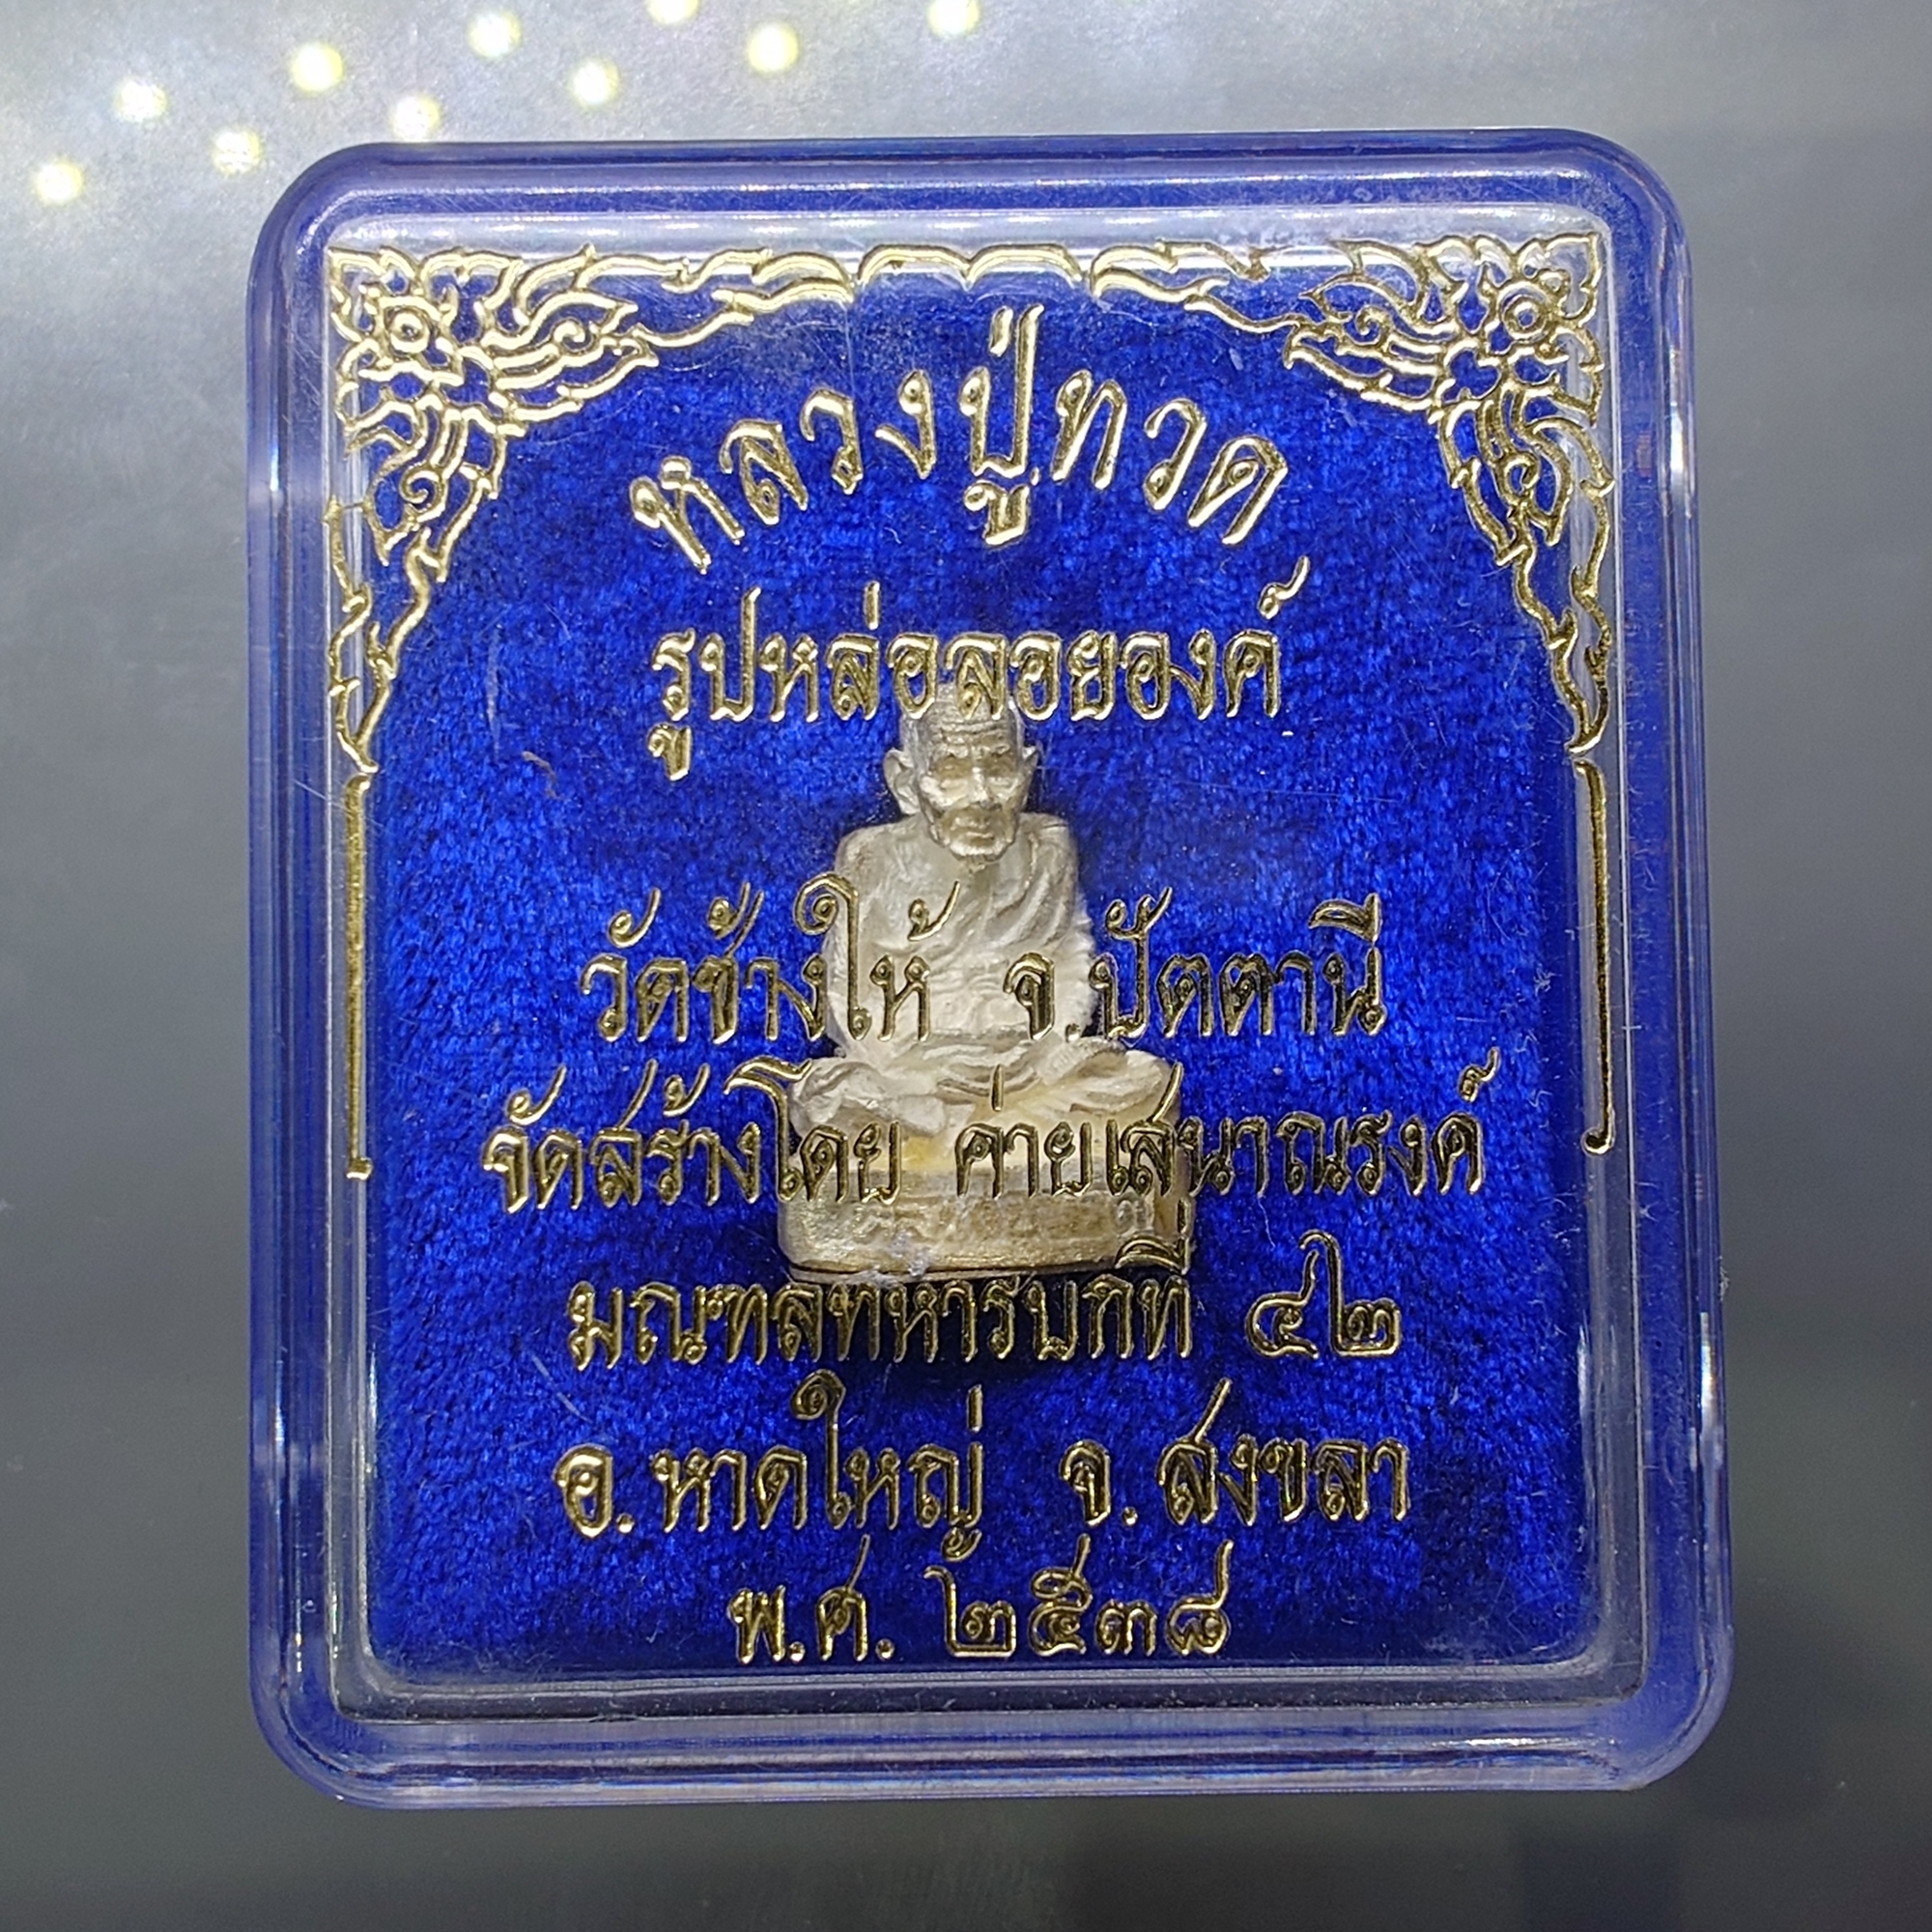 หลวงปู่ทวด
รูปหล่อลอยองค์
วัดช้างให้ จ.ปัตตานี
จัดสร้างโดย ค่ายเสนาณรงค์
มณฑลทหารบกที่ ๔๒
อ.หาดใหญ่ จ.สงขลา
พ.ศ. ๒๕๓๘